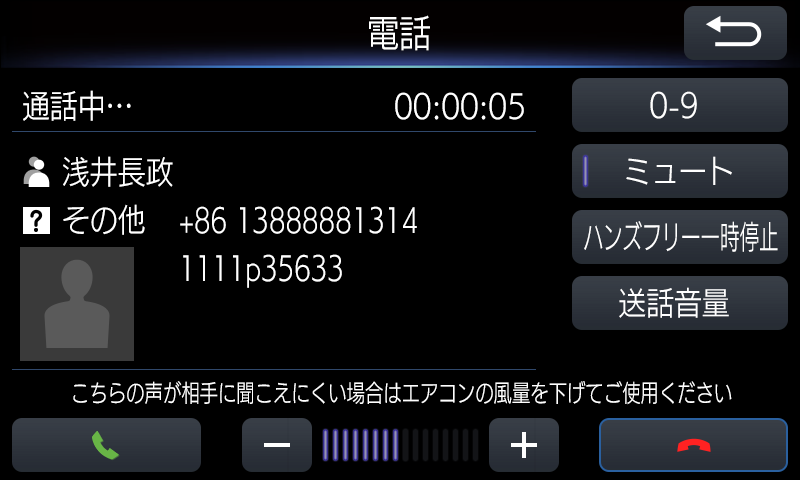 電話
通話中… 00:00:05
0-9
浅井長政
ミュート
? その他 +86 13888881314
1111p35633
ハンズフリー一時停止
送話音量
こちらの声が相手に聞こえにくい場合はエアコンの風量を下げてご使用ください
− +